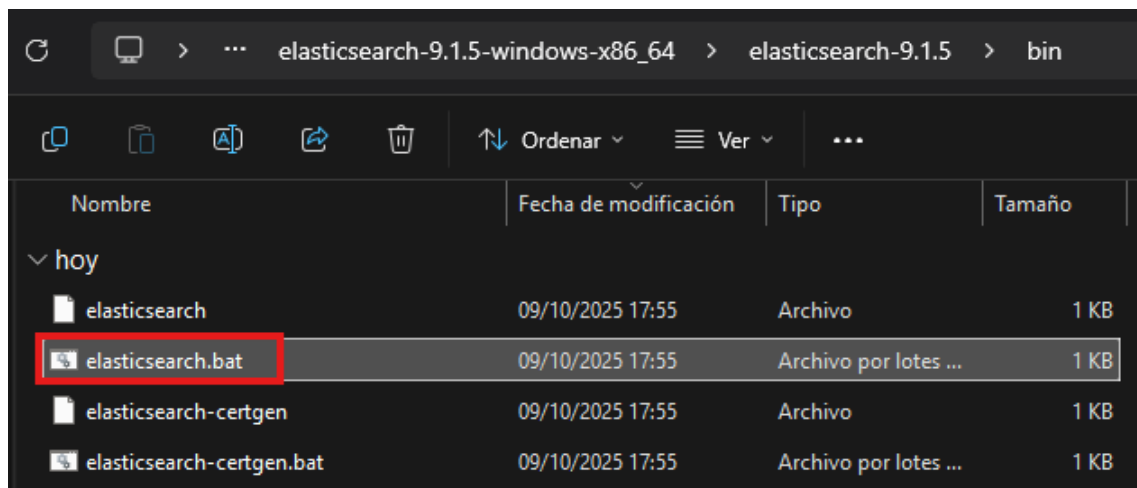 ... elasticsearch-9.1.5-windows-x86_64 > elasticsearch-9.1.5 > bin
Ordenar Ver ...
Nombre Fecha de modificación Tipo Tamaño
hoy
elasticsearch 09/10/2025 17:55 Archivo 1 KB
elasticsearch.bat 09/10/2025 17:55 Archivo por lotes ... 1 KB
elasticsearch-certgen 09/10/2025 17:55 Archivo 1 KB
elasticsearch-certgen.bat 09/10/2025 17:55 Archivo por lotes ... 1 KB